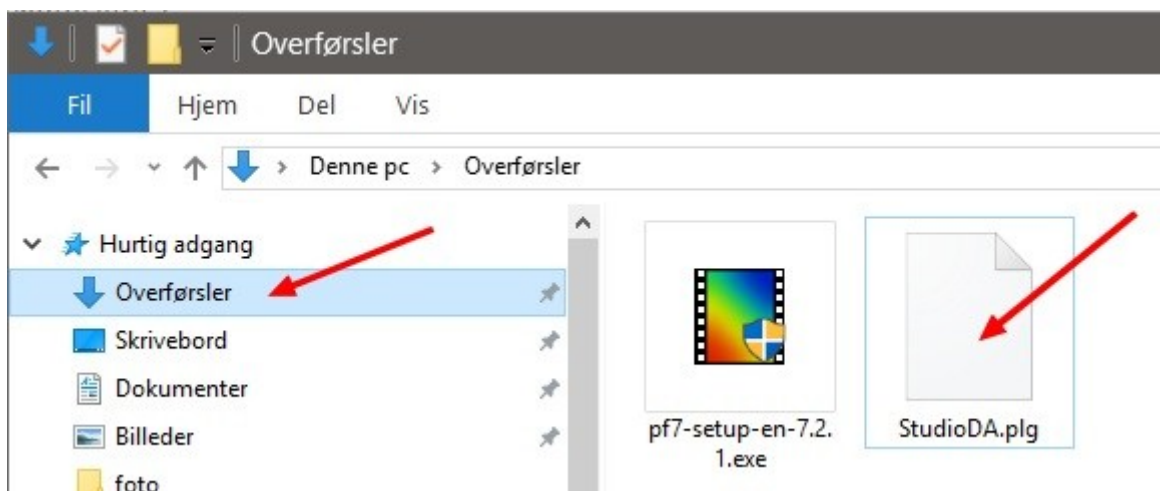 Overførsler
Fil Hjem Del Vis
Denne pc Overførsler
Hurtig adgang
Overførsler
Skrivebord
Dokumenter
Billeder
foto
pf7-setup-en-7.2.
1.exe
StudioDA.plg